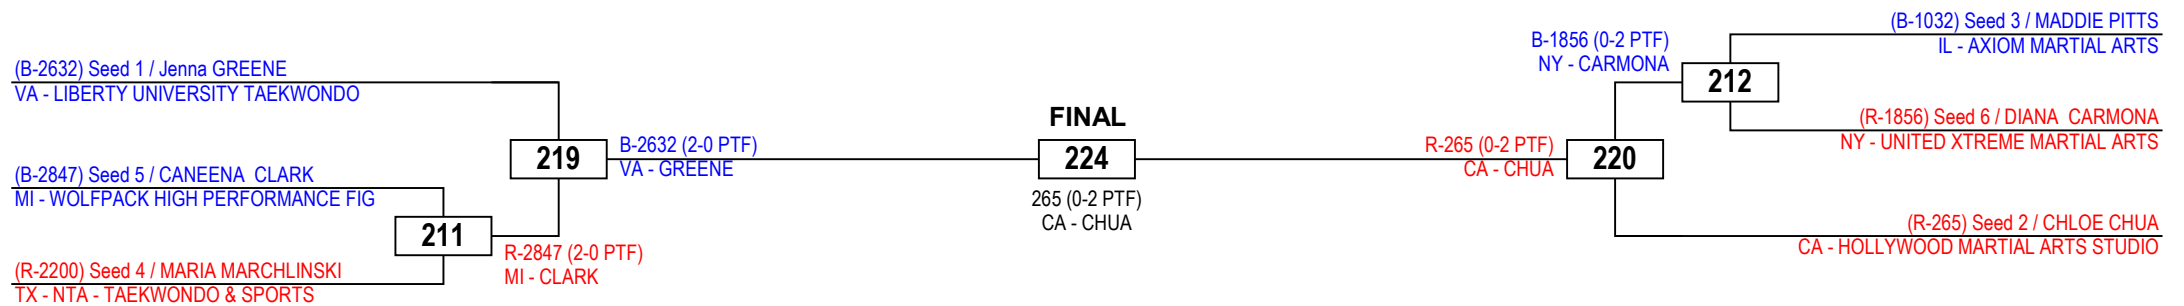 (B-2632) Seed 1 / Jenna GREENE
VA - LIBERTY UNIVERSITY TAEKWONDO
(B-2847) Seed 5 / CANEENA  CLARK
MI - WOLFPACK HIGH PERFORMANCE FIG
211
(R-2200) Seed 4 / MARIA MARCHLINSKI
TX - NTA - TAEKWONDO & SPORTS
219
R-2847 (2-0 PTF)
MI - CLARK
B-2632 (2-0 PTF)
VA - GREENE
FINAL
224
265 (0-2 PTF)
CA - CHUA
R-265 (0-2 PTF)
CA - CHUA
220
B-1856 (0-2 PTF)
NY - CARMONA
212
(B-1032) Seed 3 / MADDIE PITTS
IL - AXIOM MARTIAL ARTS
(R-1856) Seed 6 / DIANA  CARMONA
NY - UNITED XTREME MARTIAL ARTS
(R-265) Seed 2 / CHLOE CHUA
CA - HOLLYWOOD MARTIAL ARTS STUDIO